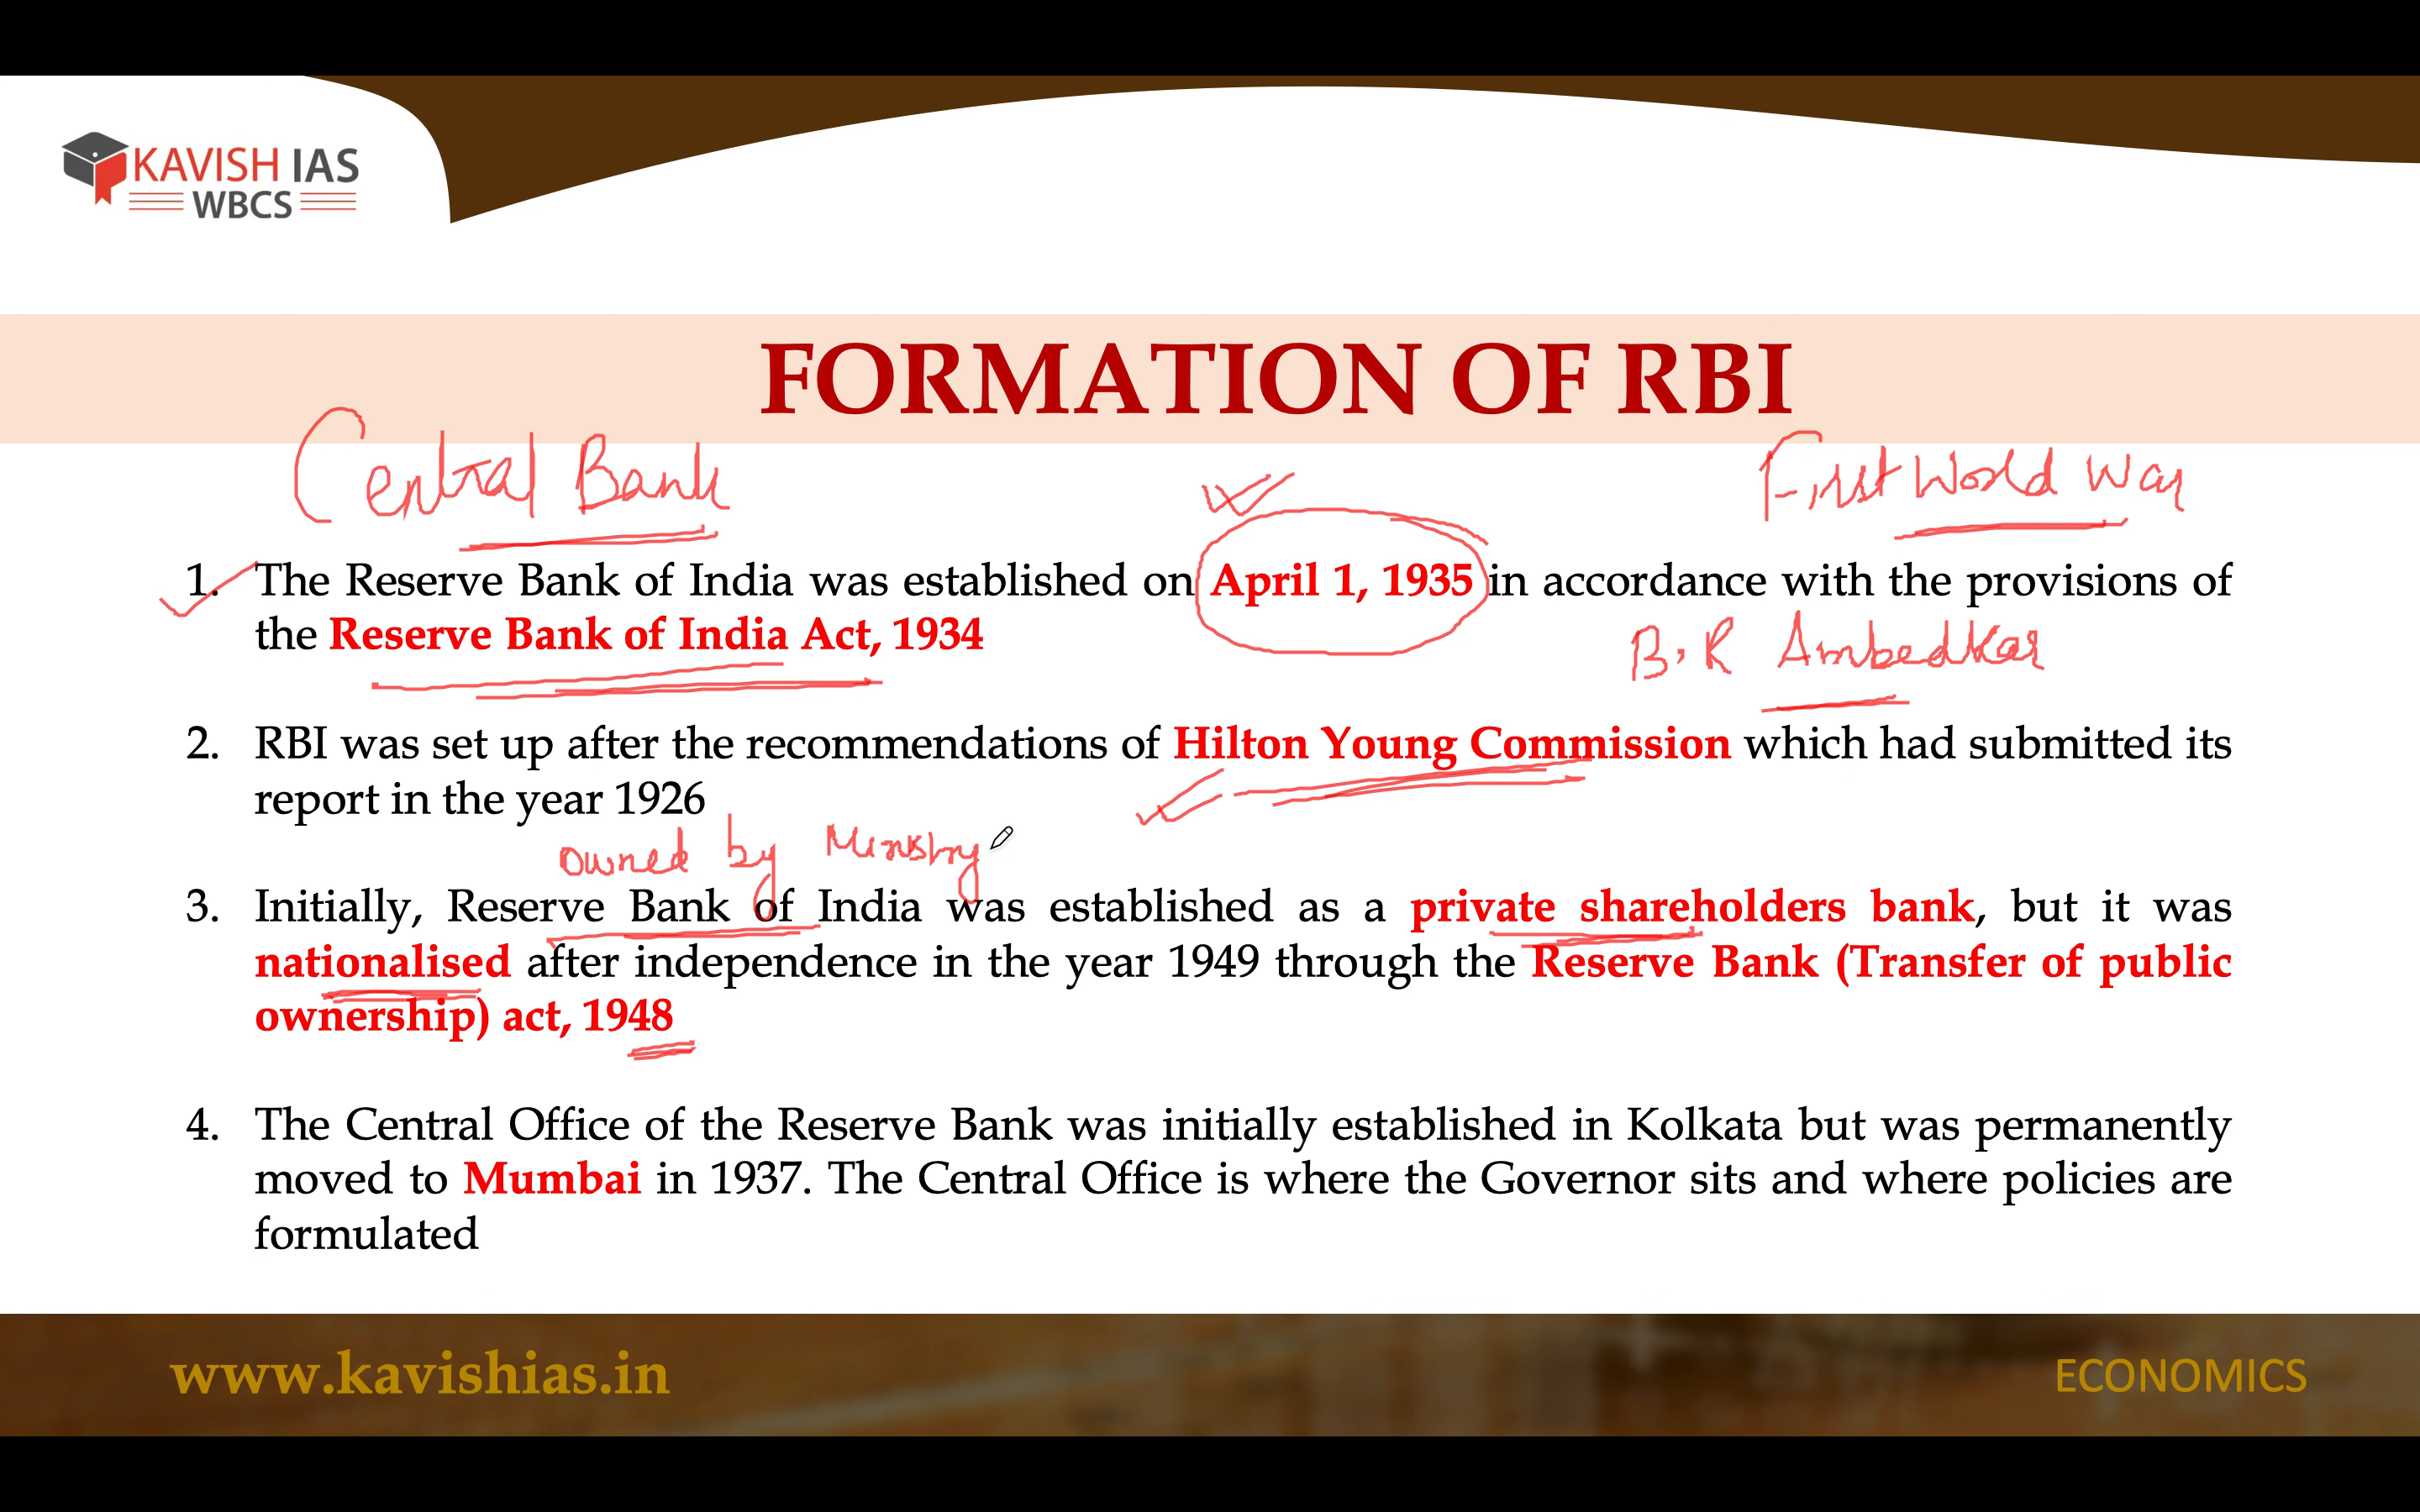 KAVISH IAS
WBCS
FORMATION OF RBI
Central Bank
First World War
1. The Reserve Bank of India was established on April 1, 1935 in accordance with the provisions of
the Reserve Bank of India Act, 1934
B.R Ambedkar
2. RBI was set up after the recommendations of Hilton Young Commission which had submitted its
report in the year 1926
owned by Ministry
3. Initially, Reserve Bank of India was established as a private shareholders bank, but it was
nationalised after independence in the year 1949 through the Reserve Bank (Transfer of public
ownership) act, 1948
4. The Central Office of the Reserve Bank was initially established in Kolkata but was permanently
moved to Mumbai in 1937. The Central Office is where the Governor sits and where policies are
formulated
www.kavishias.in
ECONOMICS